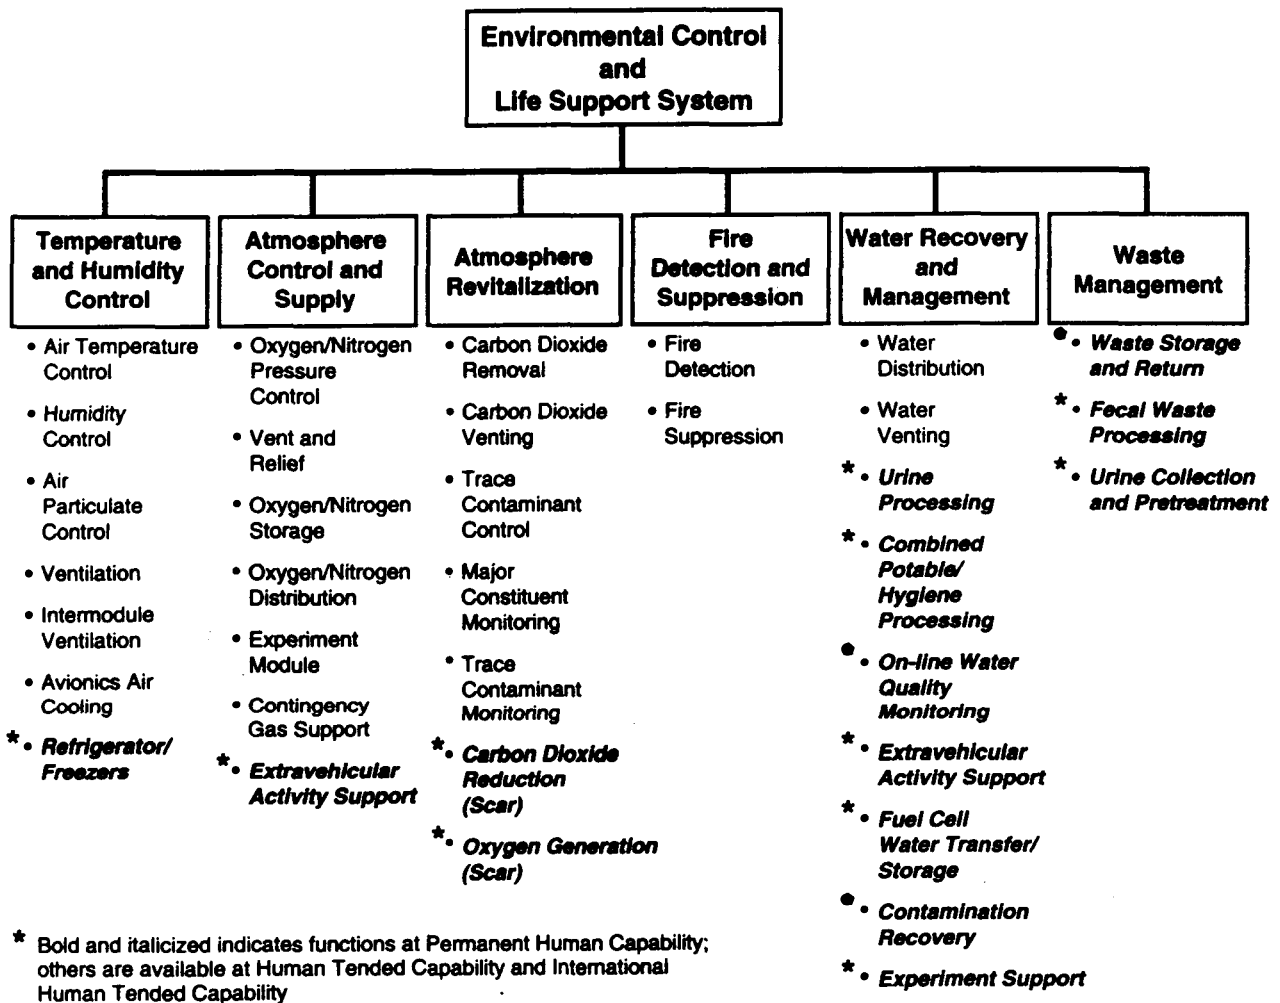 Environmental Control
and
Life Support System
Temperature
and Humidity
Control
• Air Temperature
Control
• Humidity
Control
• Air
Particulate
Control
• Ventilation
• Intermodule
Ventilation
• Avionics Air
Cooling
* • Refrigerator/
Freezers
Atmosphere
Control and
Supply
• Oxygen/Nitrogen
Pressure
Control
• Vent and
Relief
• Oxygen/Nitrogen
Storage
• Oxygen/Nitrogen
Distribution
• Experiment
Module
• Contingency
Gas Support
* • Extravehicular
Activity Support
Atmosphere
Revitalization
• Carbon Dioxide
Removal
• Carbon Dioxide
Venting
• Trace
Contaminant
Control
• Major
Constituent
Monitoring
• Trace
Contaminant
Monitoring
* • Carbon Dioxide
Reduction
(Scar)
* • Oxygen Generation
(Scar)
Fire
Detection and
Suppression
• Fire
Detection
• Fire
Suppression
Water Recovery
and
Management
• Water
Distribution
• Water
Venting
* • Urine
Processing
* • Combined
Potable/
Hygiene
Processing
• • On-line Water
Quality
Monitoring
* • Extravehicular
Activity Support
* • Fuel Cell
Water Transfer/
Storage
• • Contamination
Recovery
* • Experiment Support
Waste
Management
• • Waste Storage
and Return
* • Fecal Waste
Processing
* • Urine Collection
and Pretreatment
* Bold and italicized indicates functions at Permanent Human Capability;
others are available at Human Tended Capability and International
Human Tended Capability